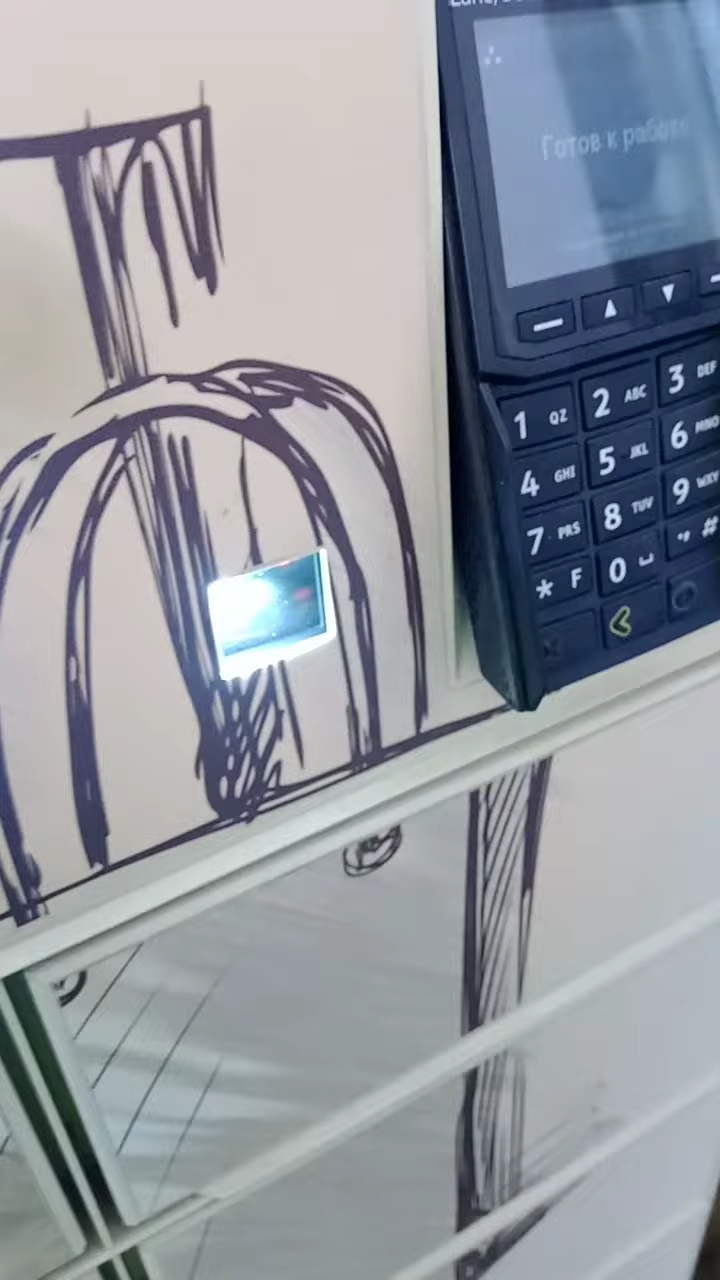 Готов к работе
1 QZ 2 ABC 3 DEF
4 GHI 5 JKL 6 MNO
7 PRS 8 TUV 9 WXY
* F 0 #